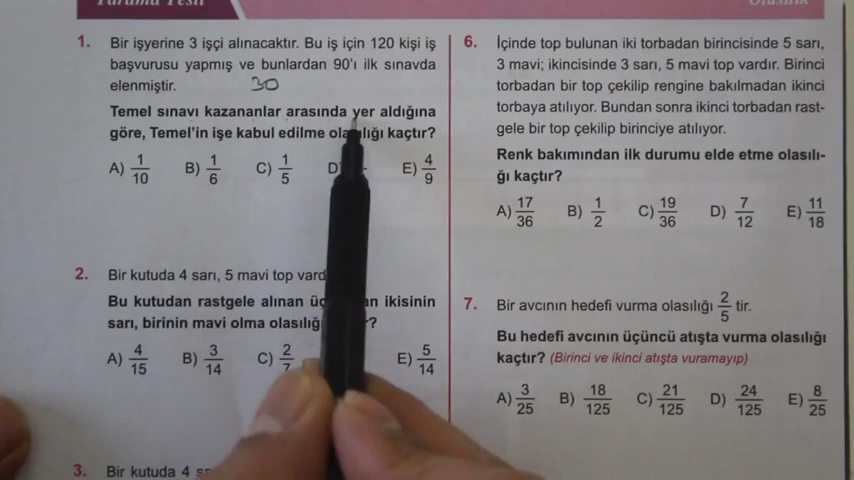 Tarama Testi
Olasılık
1. Bir işyerine 3 işçi alınacaktır. Bu iş için 120 kişi iş
başvurusu yapmış ve bunlardan 90'ı ilk sınavda
elenmiştir.
30
Temel sınavı kazananlar arasında yer aldığına
göre, Temel'in işe kabul edilme olasılığı kaçtır?
A) 1/10 B) 1/6 C) 1/5 D) E) 4/9
2. Bir kutuda 4 sarı, 5 mavi top
Bu kutudan rastgele alınan ikisinin
sarı, birinin mavi olma
A) 4/15 B) 3/14 C) 2/7 E) 5/14
3. Bir kutuda 4
6. İçinde top bulunan iki torbadan birincisinde 5 sarı,
3 mavi; ikincisinde 3 sarı, 5 mavi top vardır. Birinci
torbadan bir top çekilip rengine bakılmadan ikinci
torbaya atılıyor. Bundan sonra ikinci torbadan rast-
gele bir top çekilip birinciye atılıyor.
Renk bakımından ilk durumu elde etme olasılı-
ğı kaçtır?
A) 17/36 B) 1/2 C) 19/36 D) 7/12 E) 11/18
7. Bir avcının hedefi vurma olasılığı 2/5 tir.
Bu hedefi avcının üçüncü atışta vurma olasılığı
kaçtır? (Birinci ve ikinci atışta vuramayıp)
A) 3/25 B) 18/125 C) 21/125 D) 24/125 E) 8/25